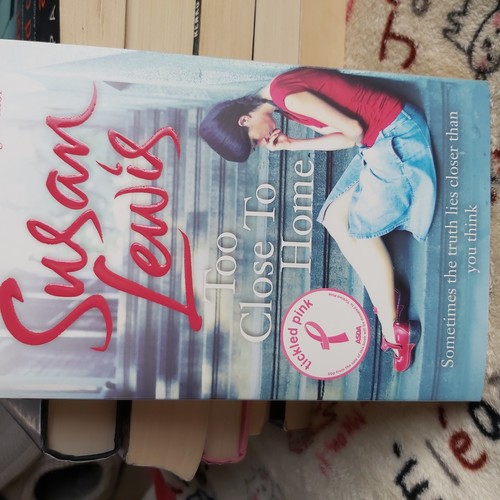 Susan
Lewis
Too
Close To
Home
Sometimes the truth lies closer than
you think
tickled pink
ASDA